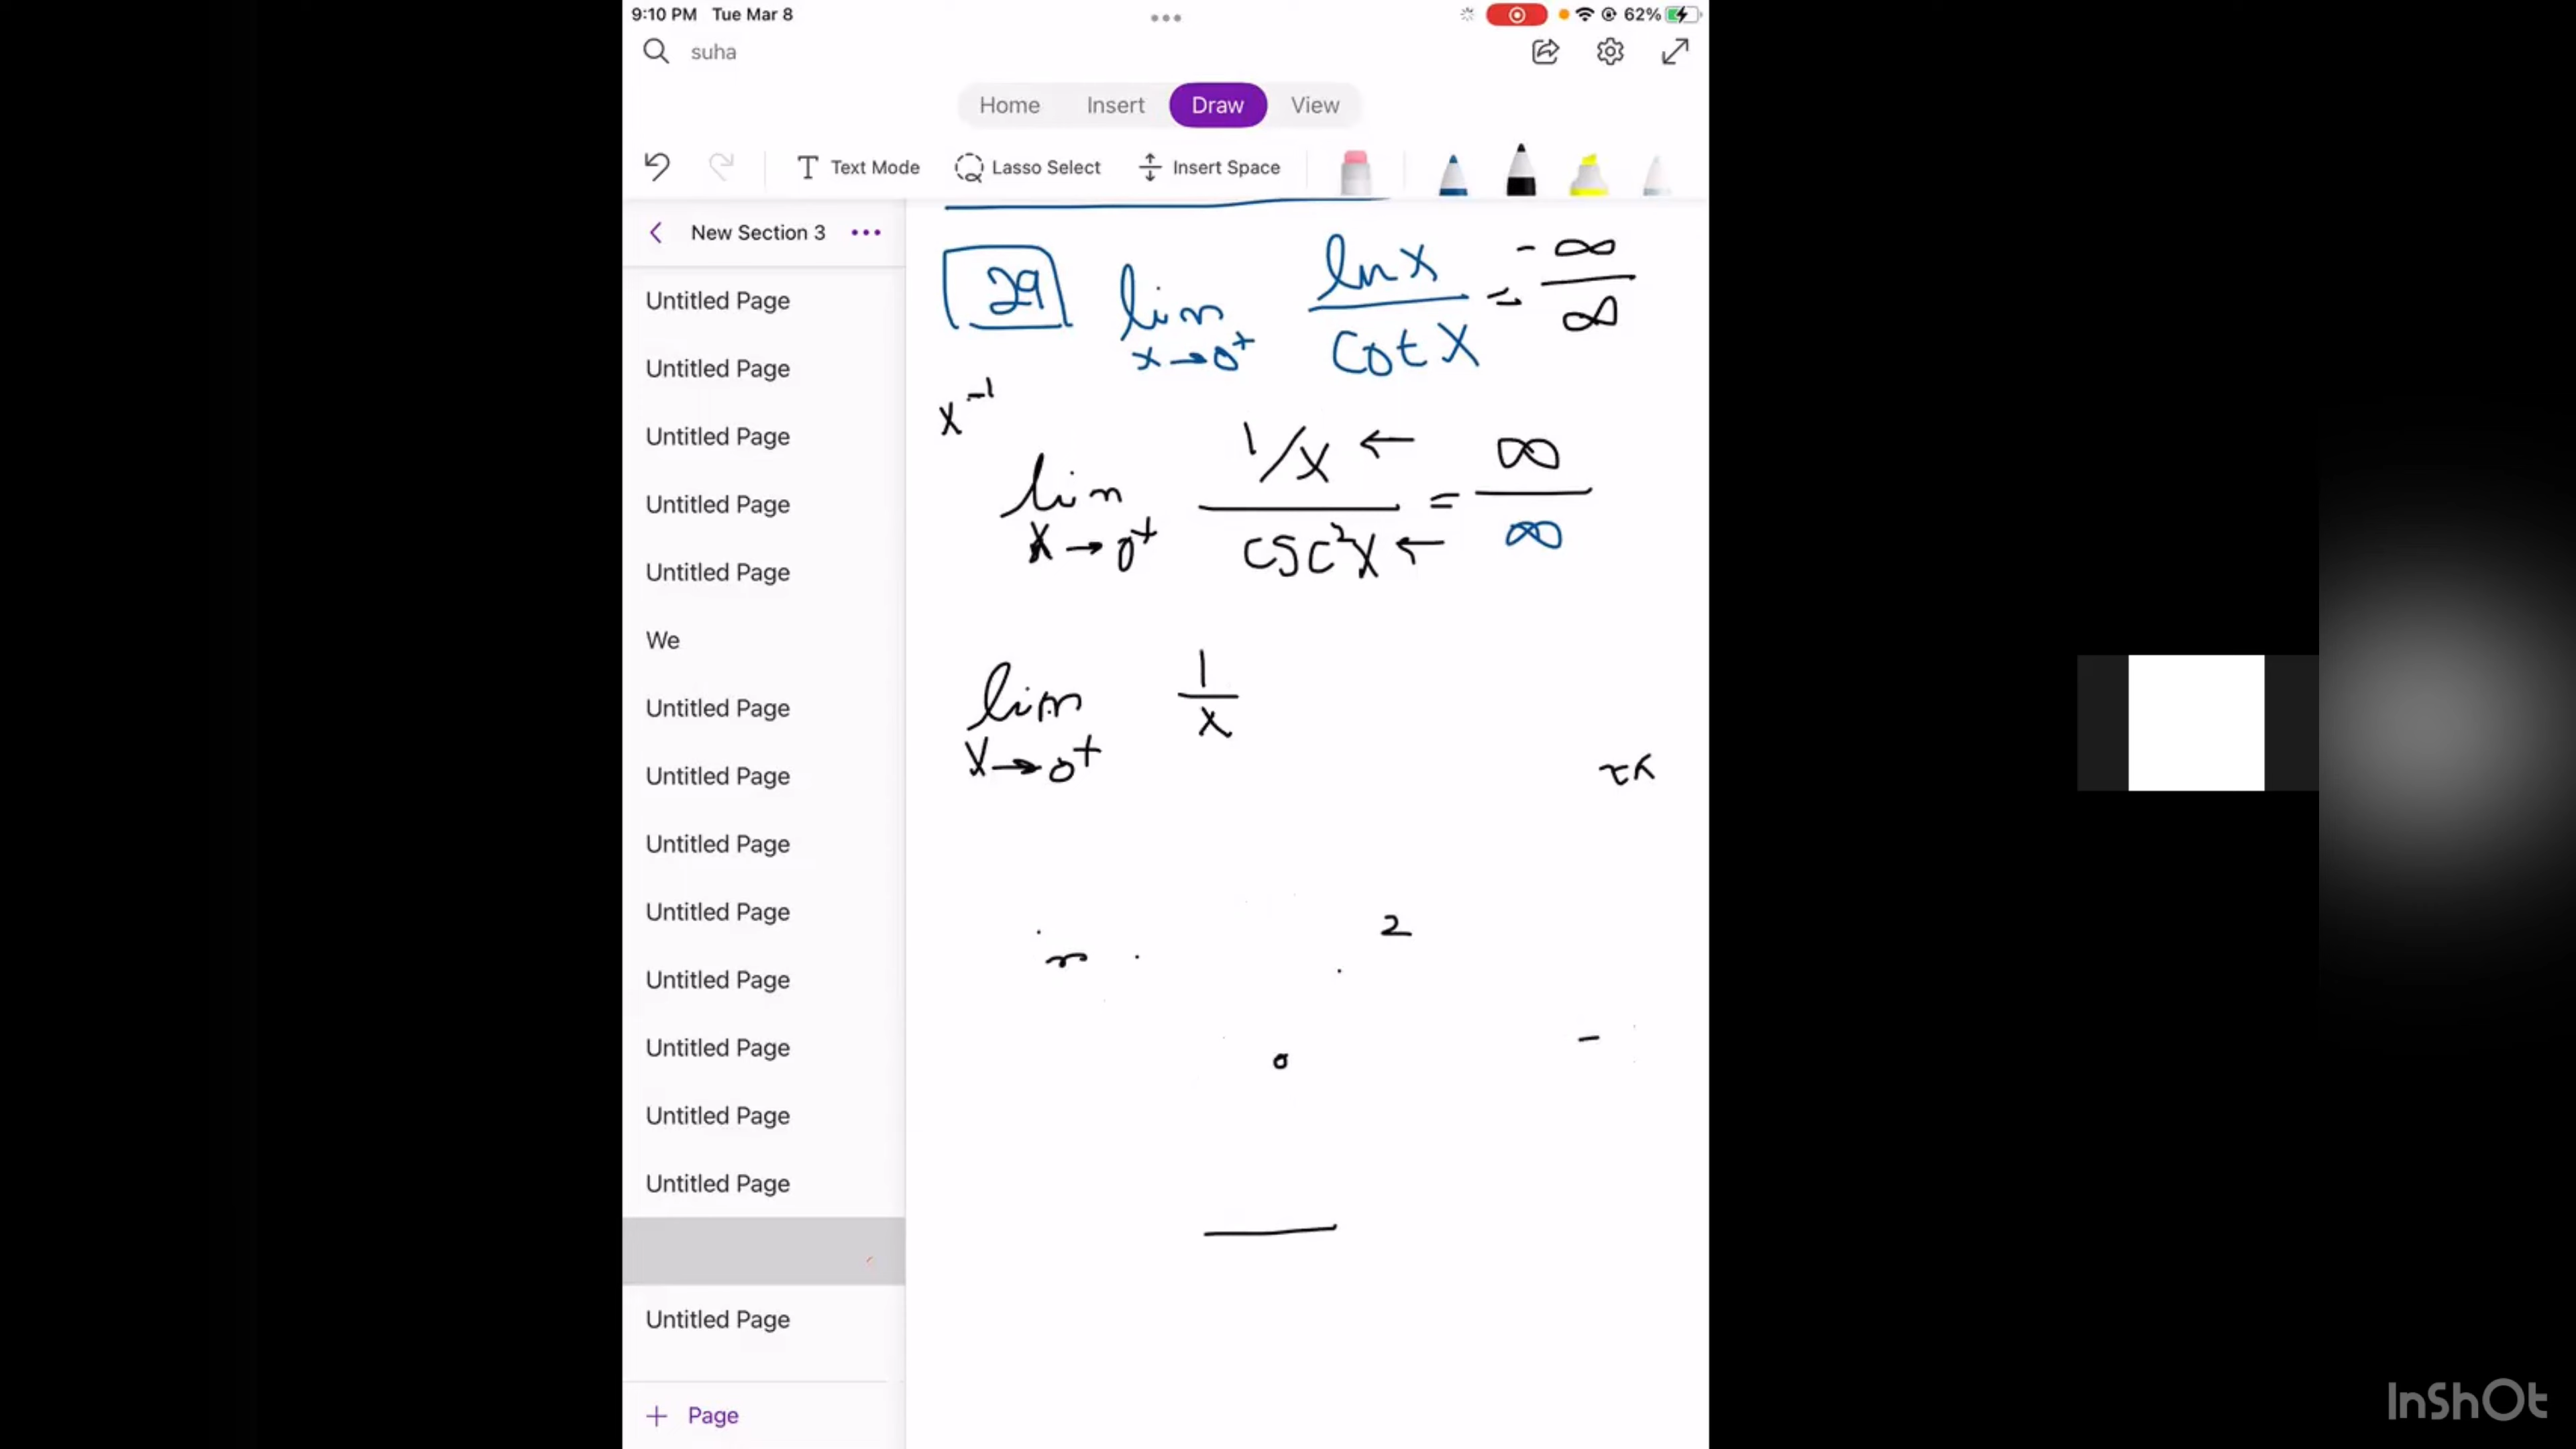 9:10 PM Tue Mar 8
62%
suha
Home Insert Draw View
Text Mode Lasso Select Insert Space
New Section 3
Untitled Page
Untitled Page
Untitled Page
Untitled Page
Untitled Page
We
Untitled Page
Untitled Page
Untitled Page
Untitled Page
Untitled Page
Untitled Page
Untitled Page
Untitled Page
Untitled Page
+ Page
29 lim x→0⁺ ln x / cot x = -∞/∞
x⁻¹
lim x→0⁺ 1/x ← / csc²x ← = ∞/∞
lim x→0⁺ 1/x
2
InShOt